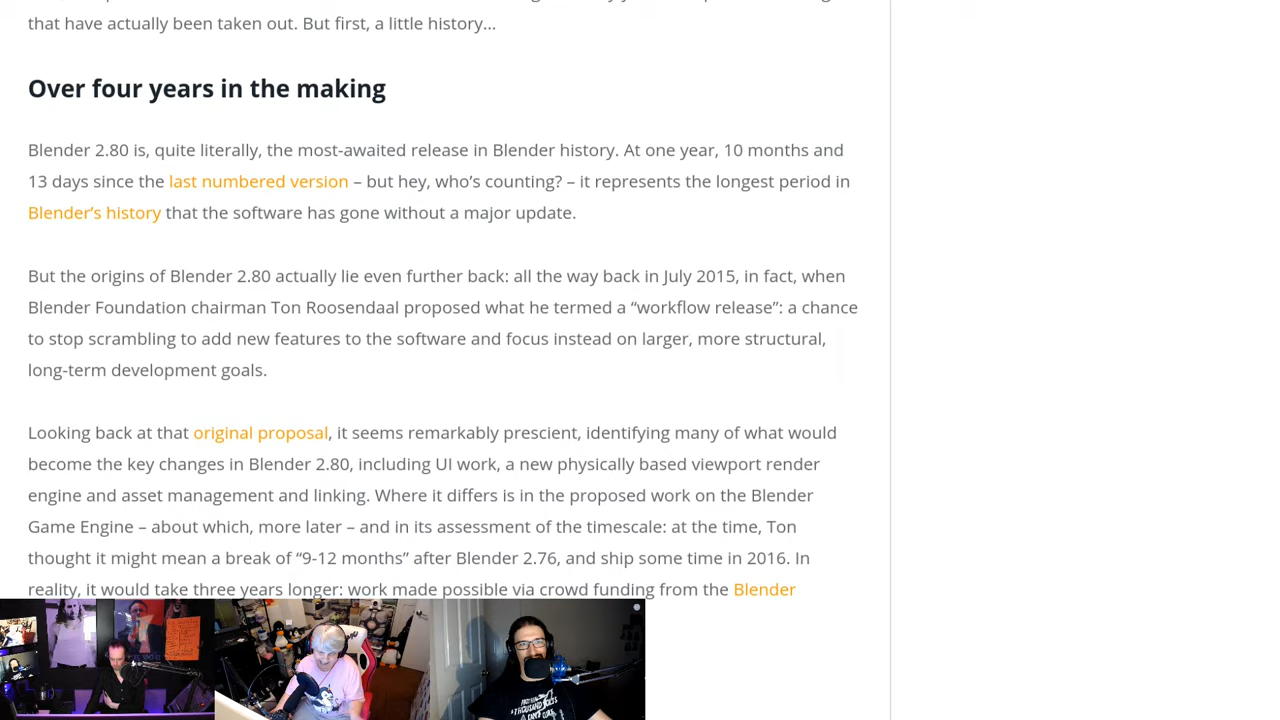 that have actually been taken out. But first, a little history…
Over four years in the making
Blender 2.80 is, quite literally, the most-awaited release in Blender history. At one year, 10 months and
13 days since the last numbered version – but hey, who’s counting? – it represents the longest period in
Blender’s history that the software has gone without a major update.
But the origins of Blender 2.80 actually lie even further back: all the way back in July 2015, in fact, when
Blender Foundation chairman Ton Roosendaal proposed what he termed a “workflow release”: a chance
to stop scrambling to add new features to the software and focus instead on larger, more structural,
long-term development goals.
Looking back at that original proposal, it seems remarkably prescient, identifying many of what would
become the key changes in Blender 2.80, including UI work, a new physically based viewport render
engine and asset management and linking. Where it differs is in the proposed work on the Blender
Game Engine – about which, more later – and in its assessment of the timescale: at the time, Ton
thought it might mean a break of “9-12 months” after Blender 2.76, and ship some time in 2016. In
reality, it would take three years longer: work made possible via crowd funding from the Blender